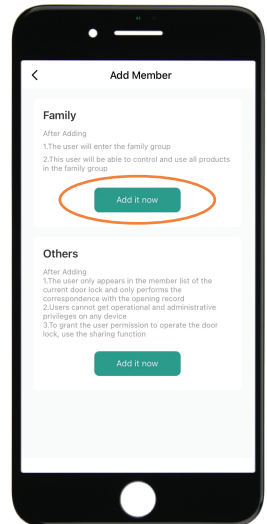 Add Member
Family
After Adding
1.The user will enter the family group
2.This user will be able to control and use all products
in the family group
Add it now
Others
After Adding
1.The user only appears in the member list of the
current door lock and only performs the
correspondence with the opening record
2.Users cannot get operational and administrative
privileges on any device
3.To grant the user permission to operate the door
lock, use the sharing function
Add it now